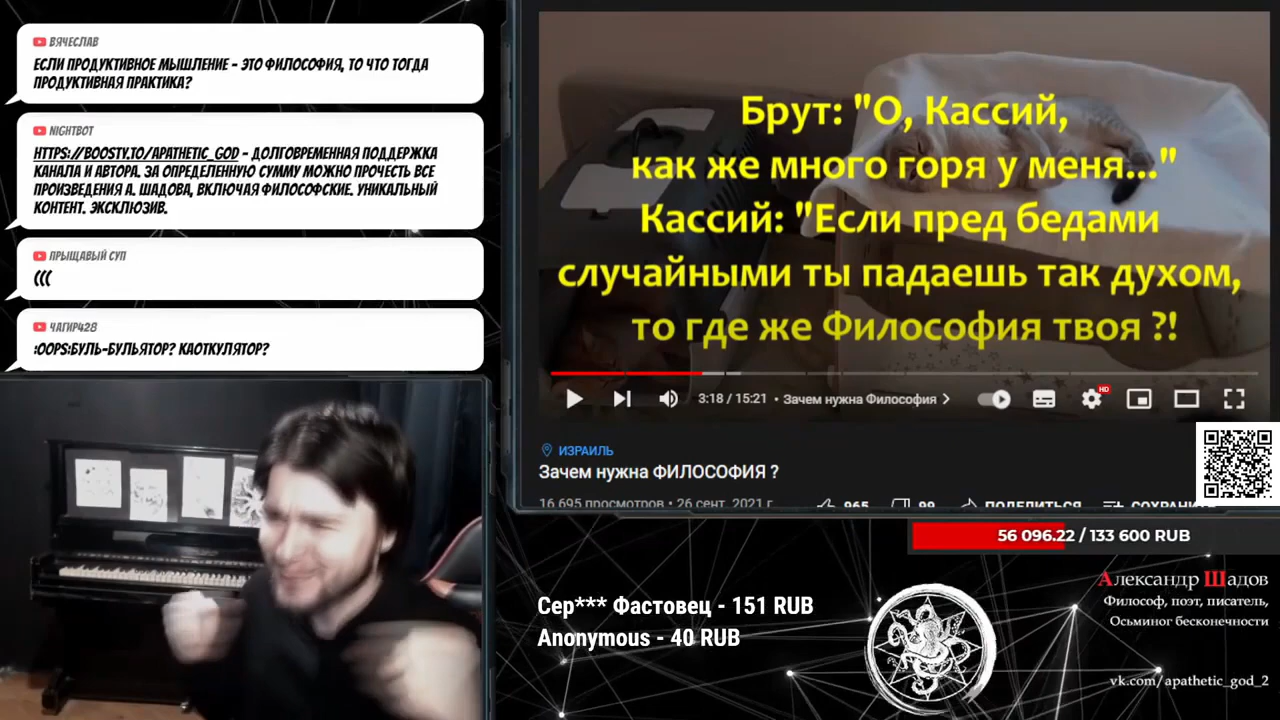 ВЯЧЕСЛАВ
ЕСЛИ ПРОДУКТИВНОЕ МЫШЛЕНИЕ - ЭТО ФИЛОСОФИЯ, ТО ЧТО ТОГДА
ПРОДУКТИВНАЯ ПРАКТИКА?
NIGHTBOT
HTTPS://BOOSTY.TO/APATHETIC_GOD - ДОЛГОВРЕМЕННАЯ ПОДДЕРЖКА
КАНАЛА И АВТОРА. ЗА ОПРЕДЕЛЕННУЮ СУММУ МОЖНО ПРОЧЕСТЬ ВСЕ
ПРОИЗВЕДЕНИЯ А. ШАДОВА, ВКЛЮЧАЯ ФИЛОСОФСКИЕ. УНИКАЛЬНЫЙ
КОНТЕНТ. ЭКСКЛЮЗИВ.
ПРЫЩАВЫЙ СУП
(((
ЧАГИР428
:OOPS:БУЛЬ-БУЛЬЯТОР? КАОТКУЛЯТОР?
Брут: "О, Кассий,
как же много горя у меня..."
Кассий: "Если пред бедами
случайными ты падаешь так духом,
то где же Философия твоя ?!
3:18 / 15:21 • Зачем нужна Философия
HD
ИЗРАИЛЬ
Зачем нужна ФИЛОСОФИЯ ?
16 695 просмотров • 26 сент. 2021 г.
965
99
ПОДЕЛИТЬСЯ
СОХРАНИТЬ
56 096.22 / 133 600 RUB
Сер*** Фастовец - 151 RUB
Anonymous - 40 RUB
Александр Шадов
Философ, поэт, писатель,
Осьминог бесконечности
vk.com/apathetic_god_2